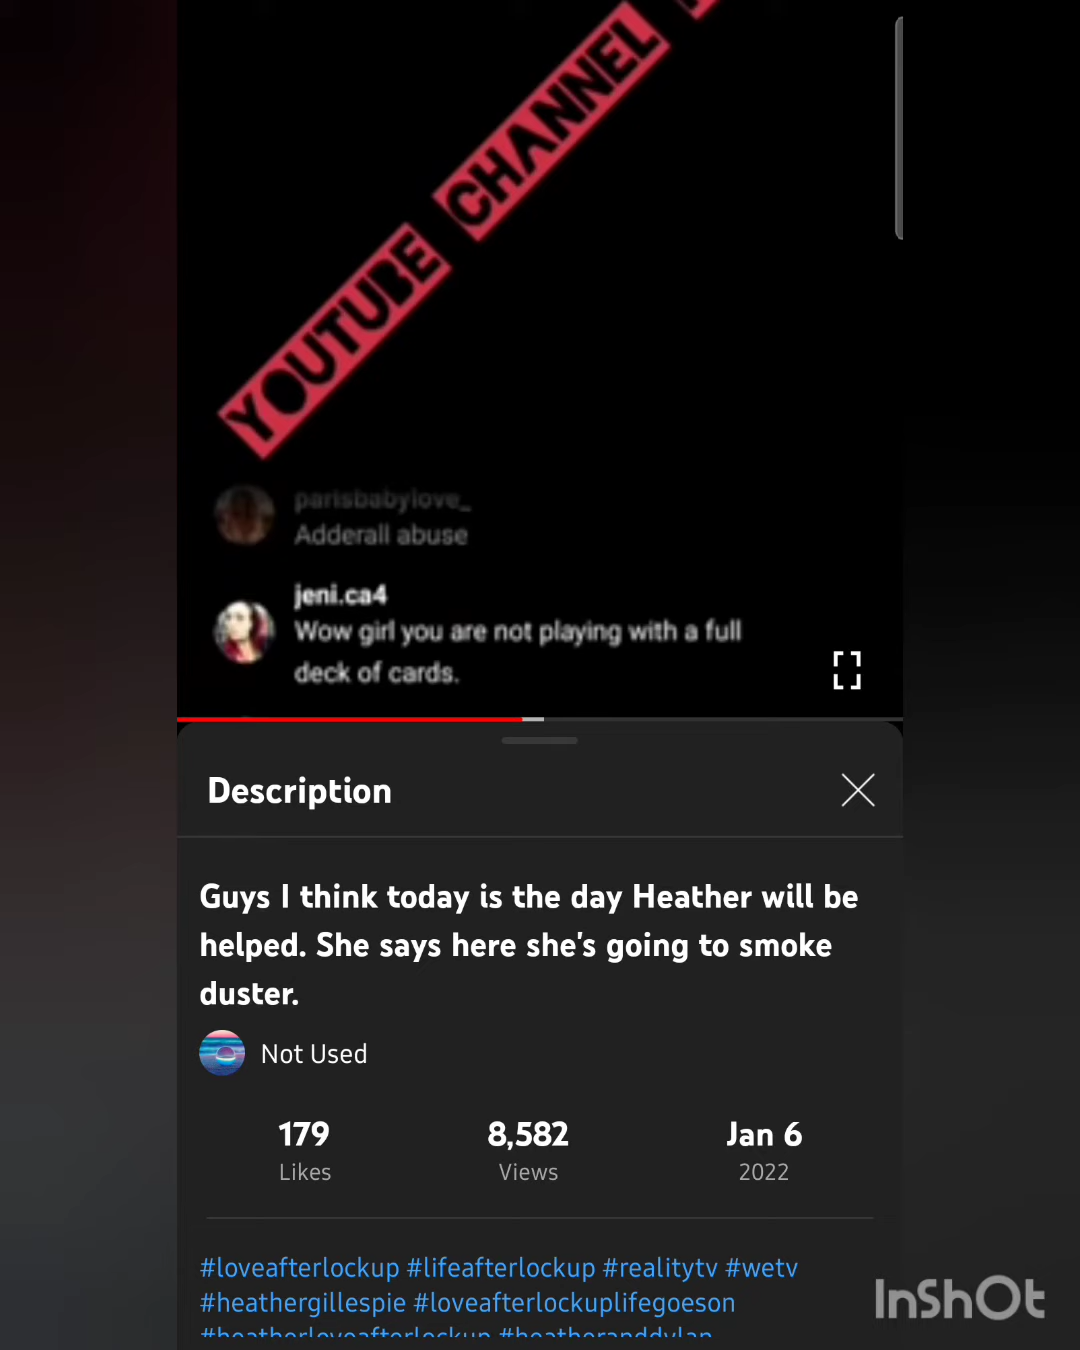 YOUTUBE CHANNEL
parisbabylove_
Adderall abuse
jeni.ca4
Wow girl you are not playing with a full
deck of cards.
Description
Guys I think today is the day Heather will be
helped. She says here she's going to smoke
duster.
Not Used
179 8,582 Jan 6
Likes Views 2022
#loveafterlockup #lifeafterlockup #realitytv #wetv
#heathergillespie #loveafterlockuplifegoeson
#heatherloveafterlockup #heatheranddylan
InShOt